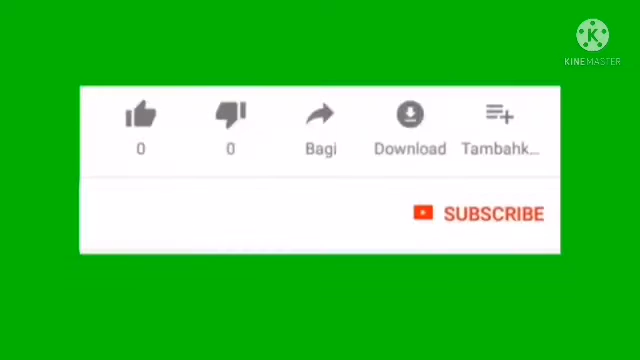 K
KINEMASTER
0 0 Bagi Download Tambahk...
SUBSCRIBE